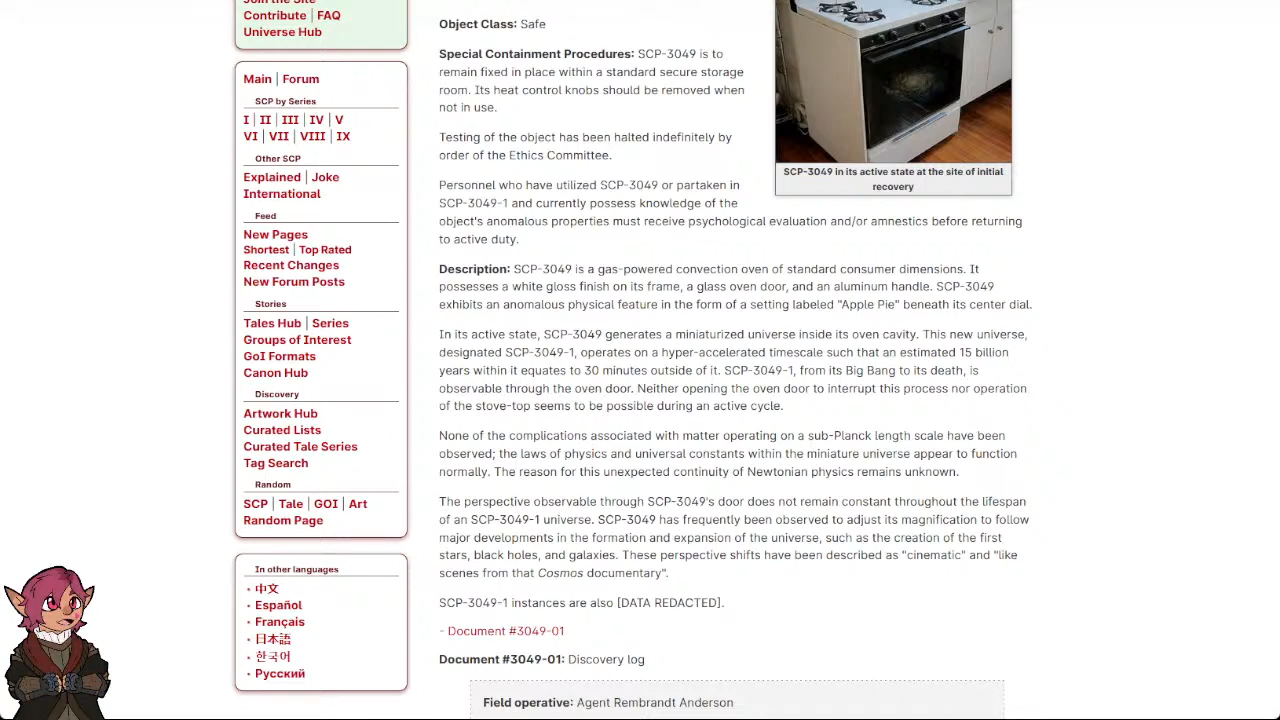 Join the Site
Contribute | FAQ
Universe Hub
Main | Forum
SCP by Series
I | II | III | IV | V
VI | VII | VIII | IX
Other SCP
Explained | Joke
International
Feed
New Pages
Shortest | Top Rated
Recent Changes
New Forum Posts
Stories
Tales Hub | Series
Groups of Interest
GoI Formats
Canon Hub
Discovery
Artwork Hub
Curated Lists
Curated Tale Series
Tag Search
Random
SCP | Tale | GOI | Art
Random Page
In other languages
中文
Español
Français
日本語
한국어
Русский
Object Class: Safe
Special Containment Procedures: SCP-3049 is to
remain fixed in place within a standard secure storage
room. Its heat control knobs should be removed when
not in use.
Testing of the object has been halted indefinitely by
order of the Ethics Committee.
SCP-3049 in its active state at the site of initial
recovery
Personnel who have utilized SCP-3049 or partaken in
SCP-3049-1 and currently possess knowledge of the
object's anomalous properties must receive psychological evaluation and/or amnestics before returning
to active duty.
Description: SCP-3049 is a gas-powered convection oven of standard consumer dimensions. It
possesses a white gloss finish on its frame, a glass oven door, and an aluminum handle. SCP-3049
exhibits an anomalous physical feature in the form of a setting labeled "Apple Pie" beneath its center dial.
In its active state, SCP-3049 generates a miniaturized universe inside its oven cavity. This new universe,
designated SCP-3049-1, operates on a hyper-accelerated timescale such that an estimated 15 billion
years within it equates to 30 minutes outside of it. SCP-3049-1, from its Big Bang to its death, is
observable through the oven door. Neither opening the oven door to interrupt this process nor operation
of the stove-top seems to be possible during an active cycle.
None of the complications associated with matter operating on a sub-Planck length scale have been
observed; the laws of physics and universal constants within the miniature universe appear to function
normally. The reason for this unexpected continuity of Newtonian physics remains unknown.
The perspective observable through SCP-3049's door does not remain constant throughout the lifespan
of an SCP-3049-1 universe. SCP-3049 has frequently been observed to adjust its magnification to follow
major developments in the formation and expansion of the universe, such as the creation of the first
stars, black holes, and galaxies. These perspective shifts have been described as "cinematic" and "like
scenes from that Cosmos documentary".
SCP-3049-1 instances are also [DATA REDACTED].
- Document #3049-01
Document #3049-01: Discovery log
Field operative: Agent Rembrandt Anderson